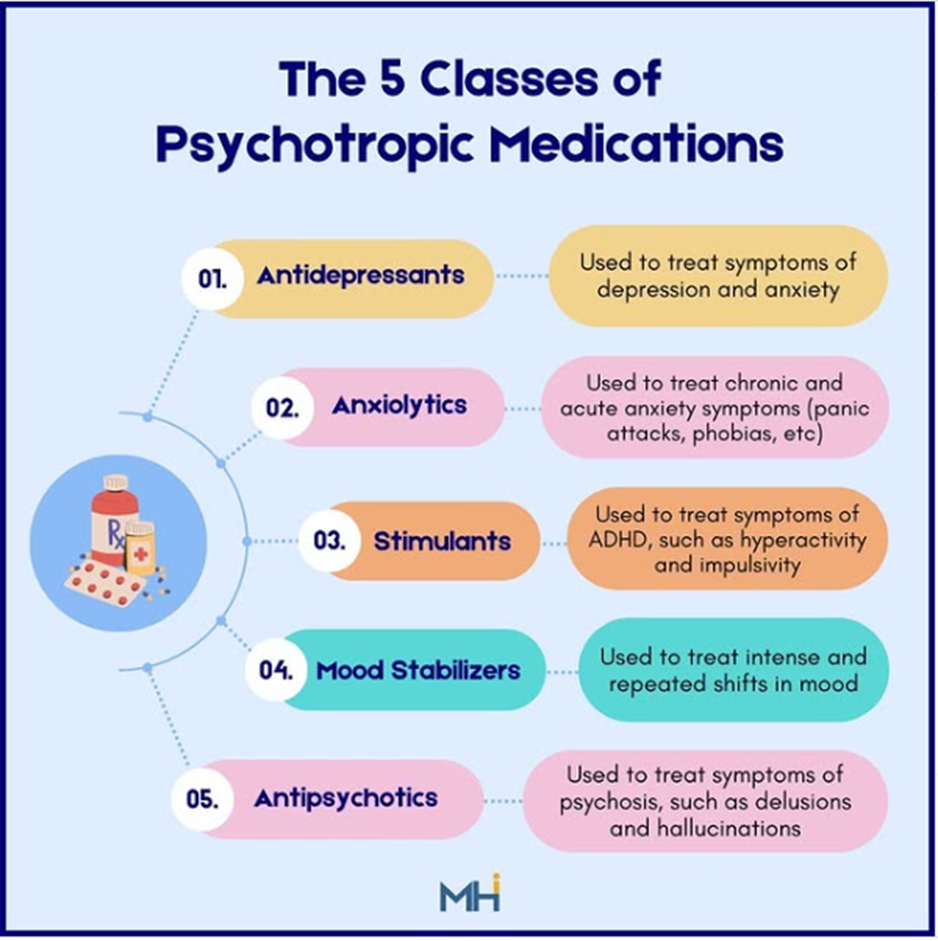 The 5 Classes of
Psychotropic Medications
01.
Antidepressants
Used to treat symptoms of
depression and anxiety
02.
Anxiolytics
Used to treat chronic and
acute anxiety symptoms (panic
attacks, phobias, etc)
Rx
03.
Stimulants
Used to treat symptoms of
ADHD, such as hyperactivity
and impulsivity
04.
Mood Stabilizers
Used to treat intense and
repeated shifts in mood
05.
Antipsychotics
Used to treat symptoms of
psychosis, such as delusions
and hallucinations
MHi